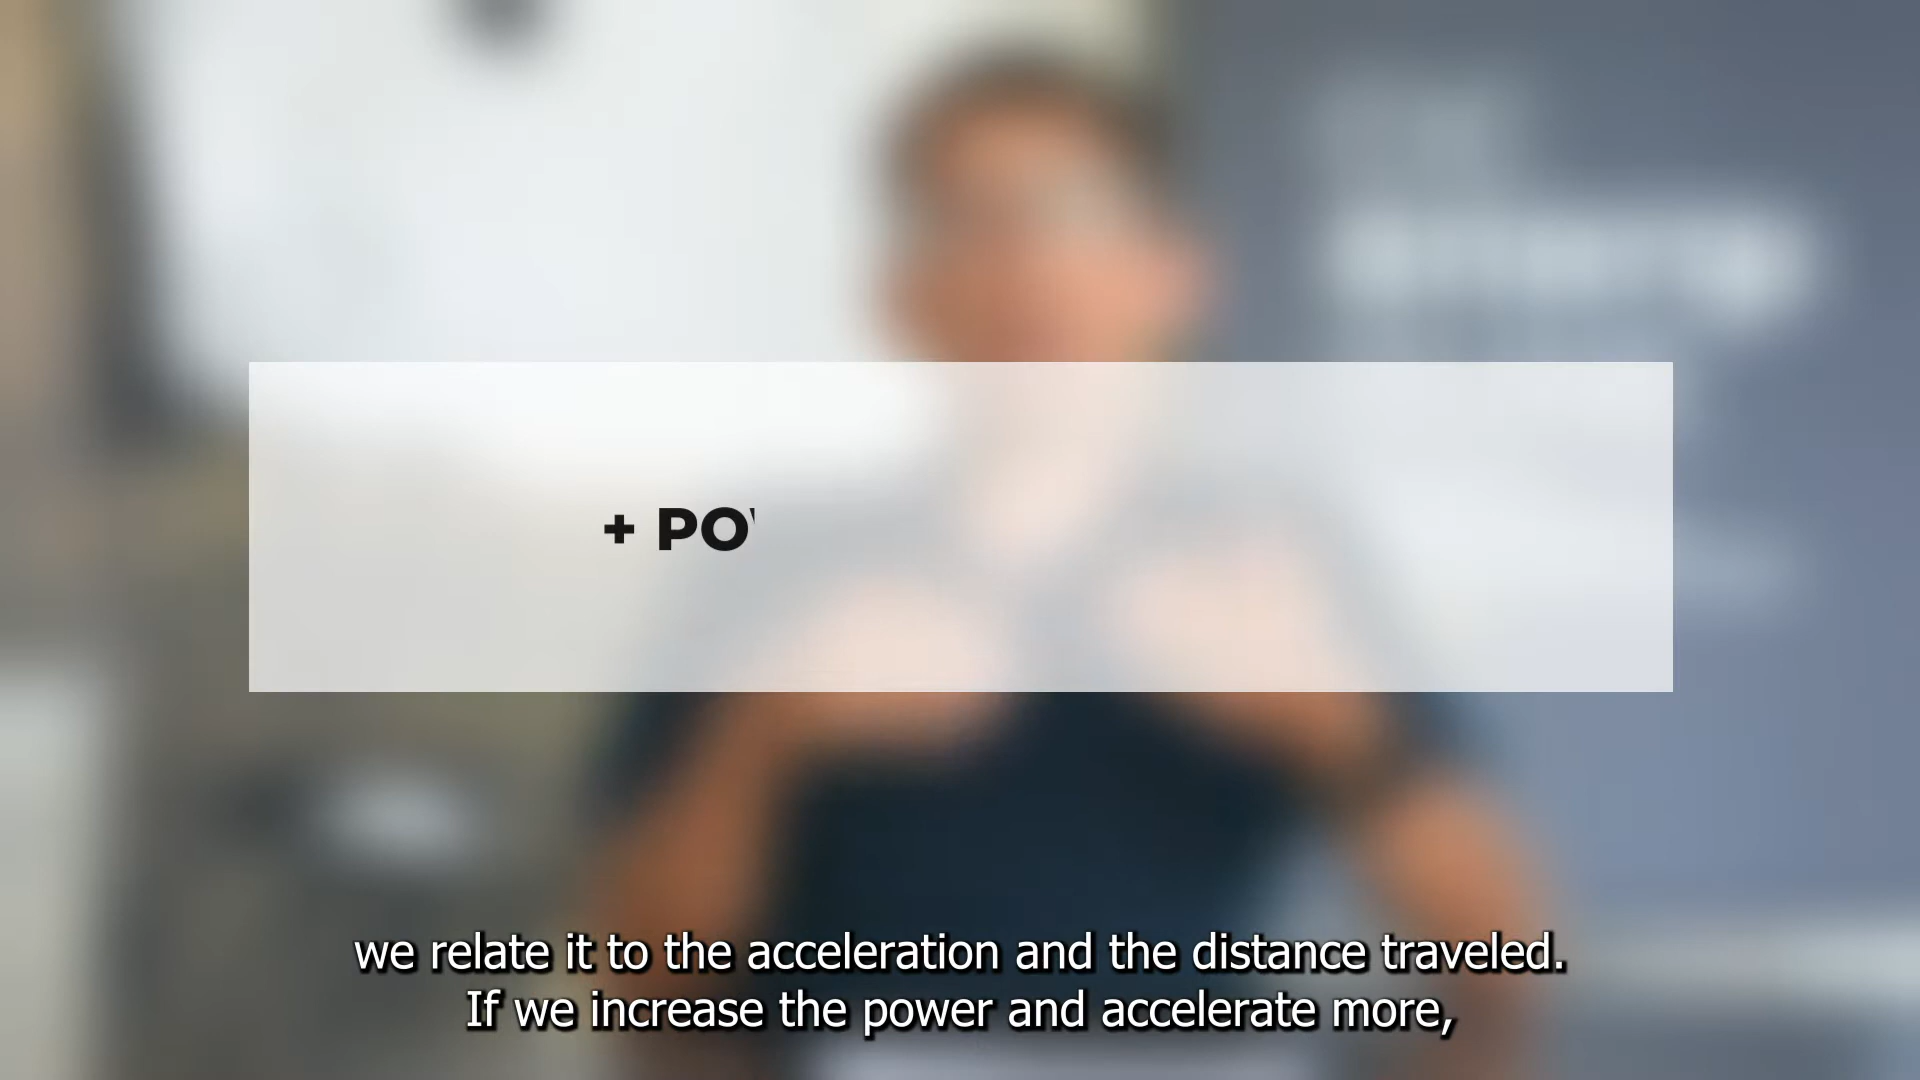 + PO
we relate it to the acceleration and the distance traveled.
If we increase the power and accelerate more,